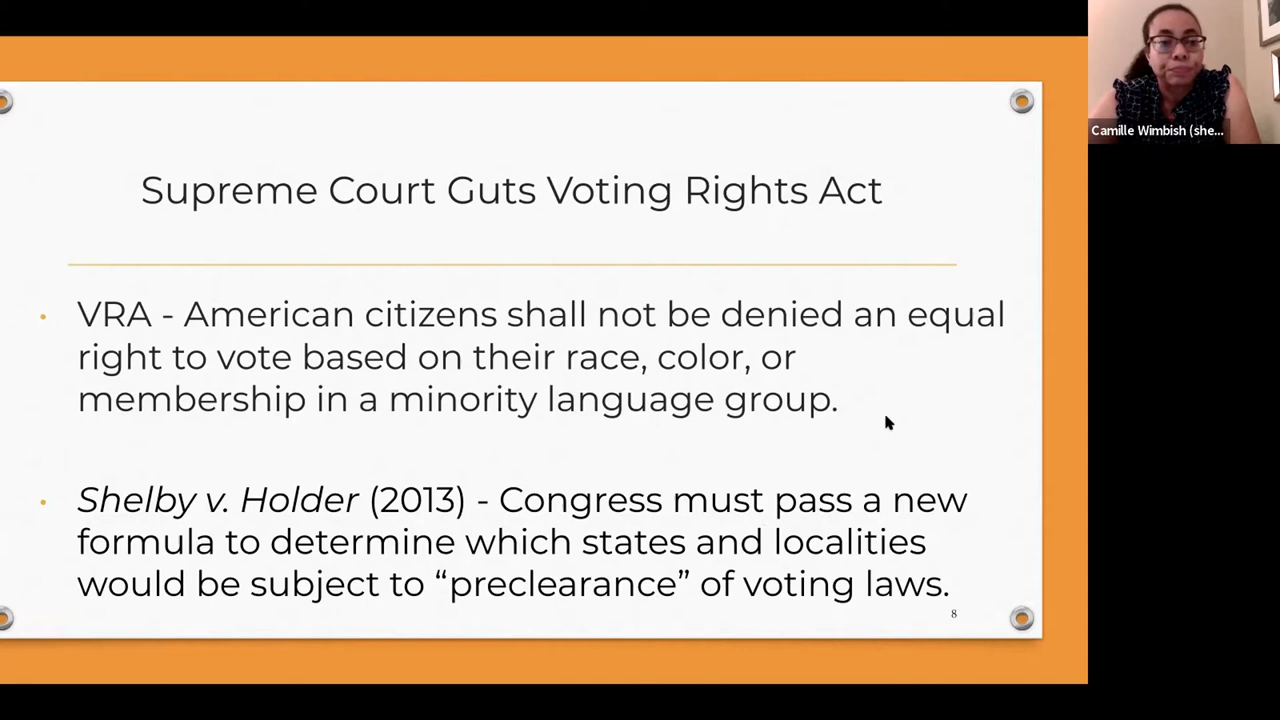 Supreme Court Guts Voting Rights Act
• VRA - American citizens shall not be denied an equal
right to vote based on their race, color, or
membership in a minority language group.
• Shelby v. Holder (2013) - Congress must pass a new
formula to determine which states and localities
would be subject to “preclearance” of voting laws.
8
Camille Wimbish (she...